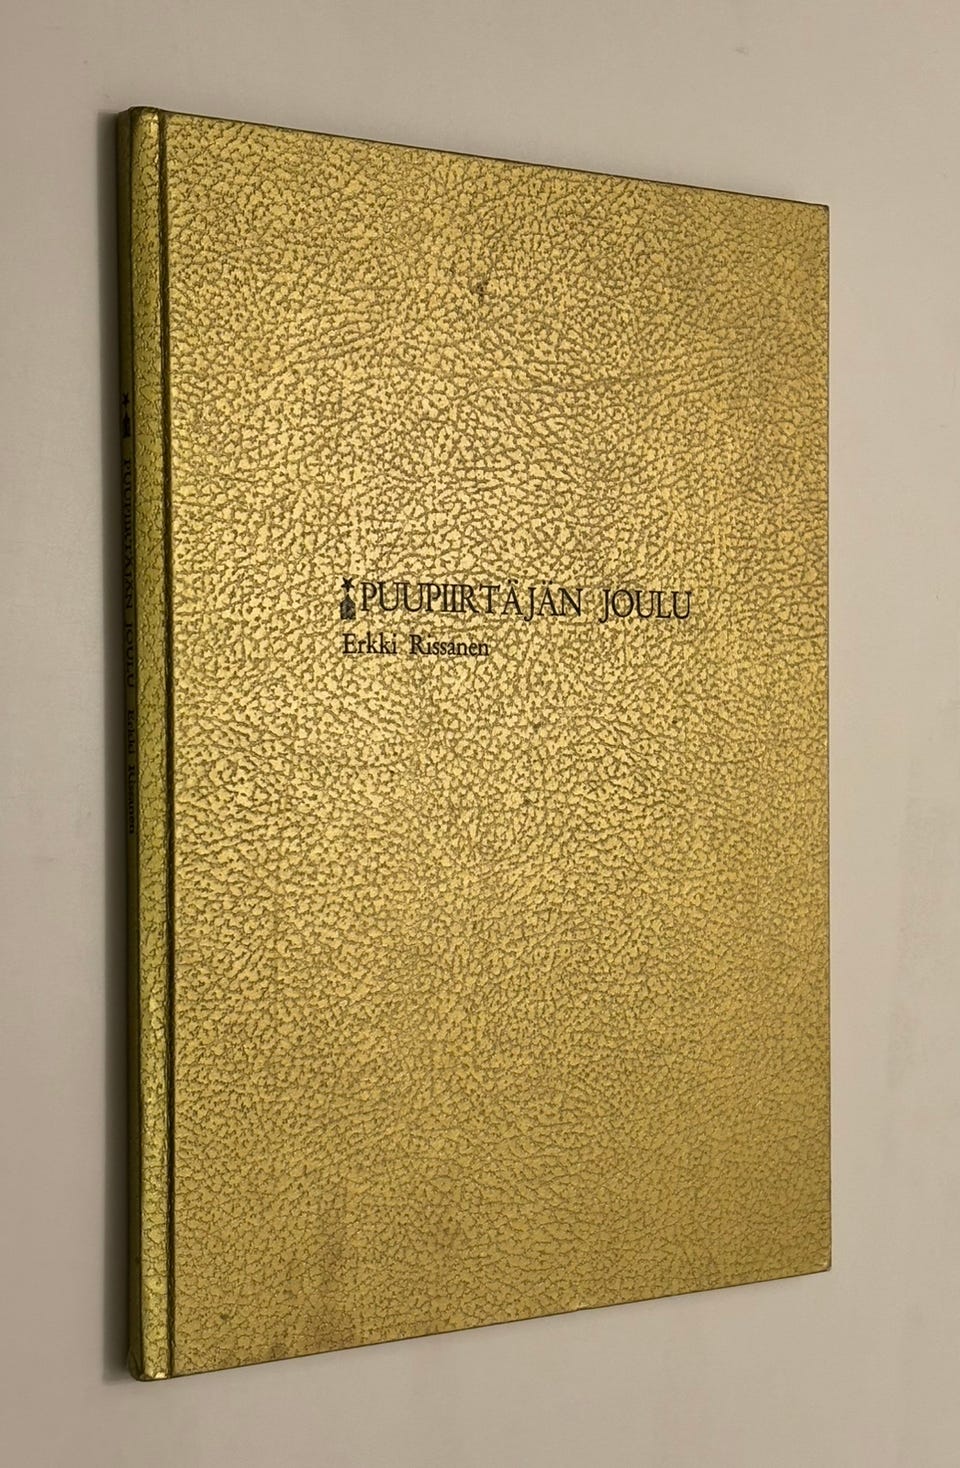 PUUPIIRTÄJÄN JOULU
Erkki Rissanen
PUUPIIRTÄJÄN JOULU Erkki Rissanen